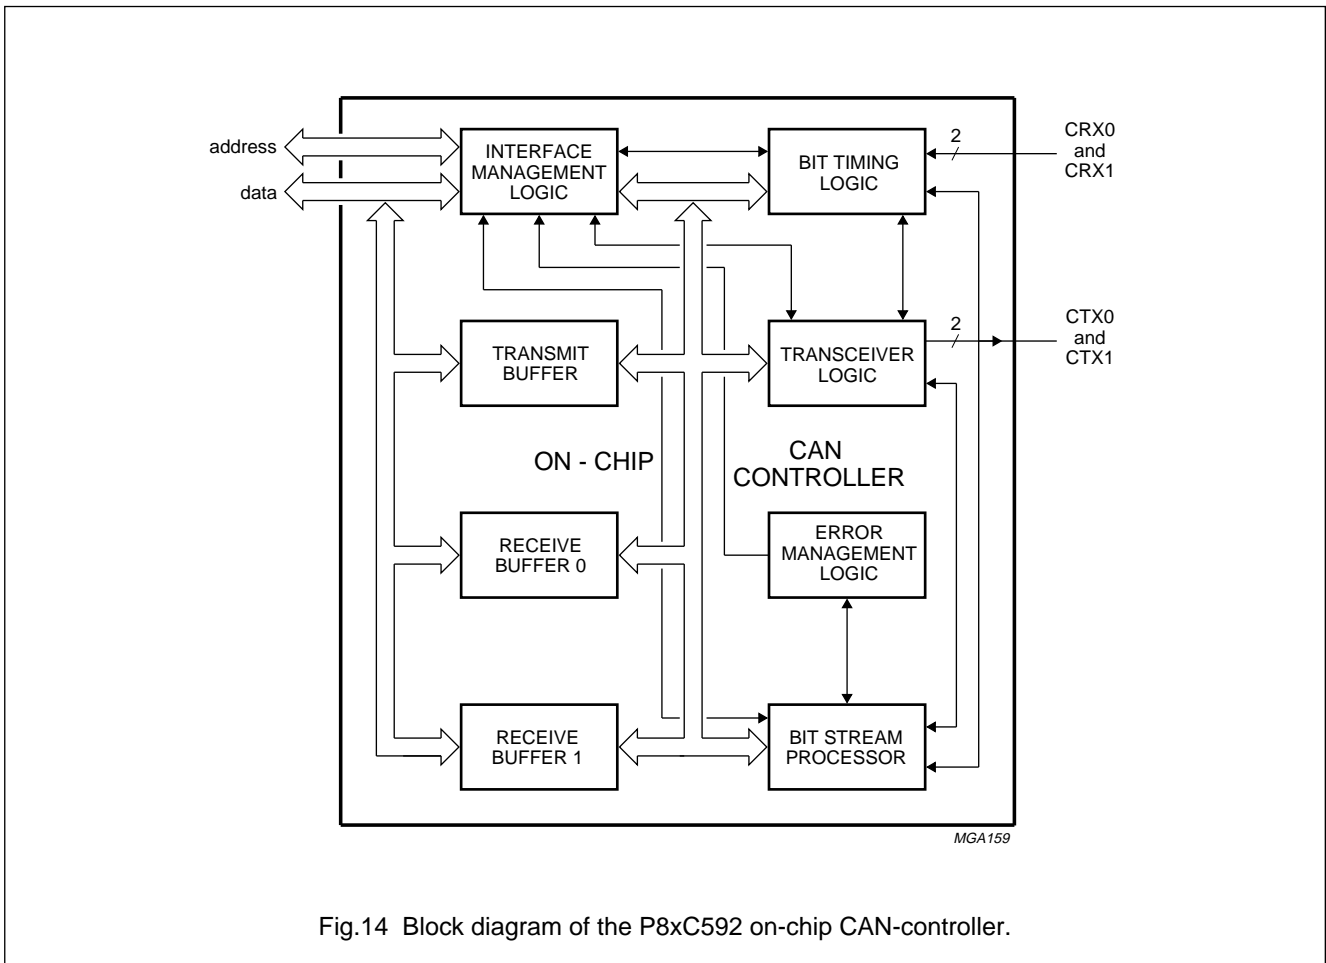 address
data
INTERFACE
MANAGEMENT
LOGIC
2
BIT TIMING
LOGIC
CRX0
and
CRX1
TRANSMIT
BUFFER
TRANSCEIVER
LOGIC
2
CTX0
and
CTX1
ON - CHIP
CAN
CONTROLLER
RECEIVE
BUFFER 0
ERROR
MANAGEMENT
LOGIC
RECEIVE
BUFFER 1
BIT STREAM
PROCESSOR
MGA159
Fig.14 Block diagram of the P8xC592 on-chip CAN-controller.